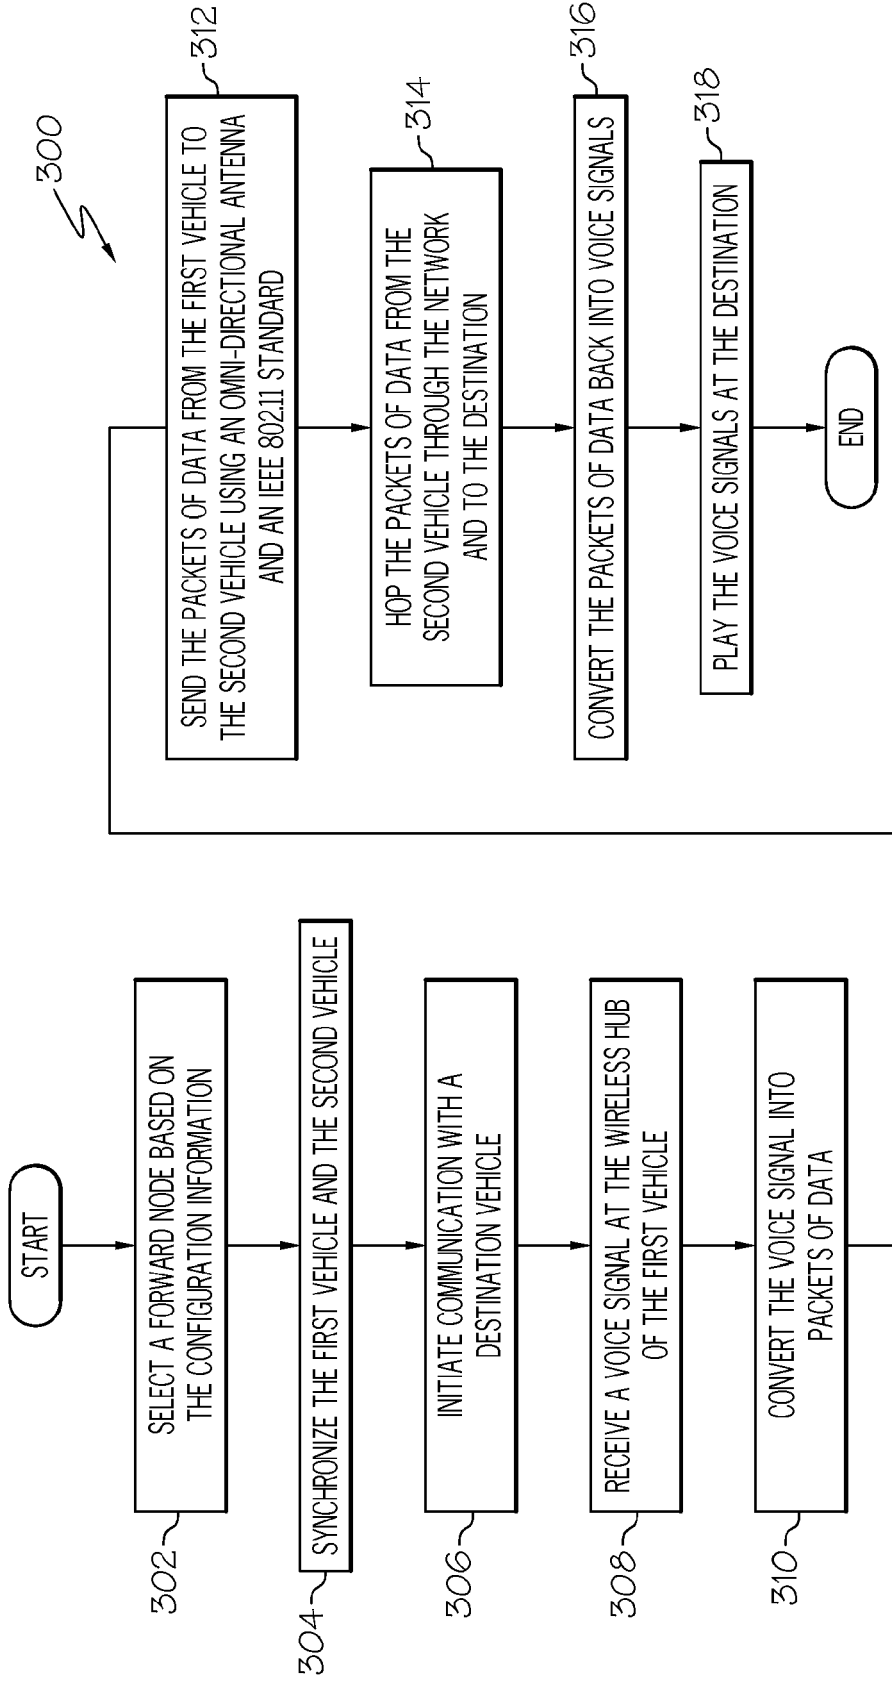 300
START
SELECT A FORWARD NODE BASED ON
THE CONFIGURATION INFORMATION
302
SYNCHRONIZE THE FIRST VEHICLE AND THE SECOND VEHICLE
304
INITIATE COMMUNICATION WITH A
DESTINATION VEHICLE
306
RECEIVE A VOICE SIGNAL AT THE WIRELESS HUB
OF THE FIRST VEHICLE
308
CONVERT THE VOICE SIGNAL INTO
PACKETS OF DATA
310
SEND THE PACKETS OF DATA FROM THE FIRST VEHICLE TO
THE SECOND VEHICLE USING AN OMNI-DIRECTIONAL ANTENNA
AND AN IEEE 802.11 STANDARD
312
HOP THE PACKETS OF DATA FROM THE
SECOND VEHICLE THROUGH THE NETWORK
AND TO THE DESTINATION
314
CONVERT THE PACKETS OF DATA BACK INTO VOICE SIGNALS
316
PLAY THE VOICE SIGNALS AT THE DESTINATION
318
END